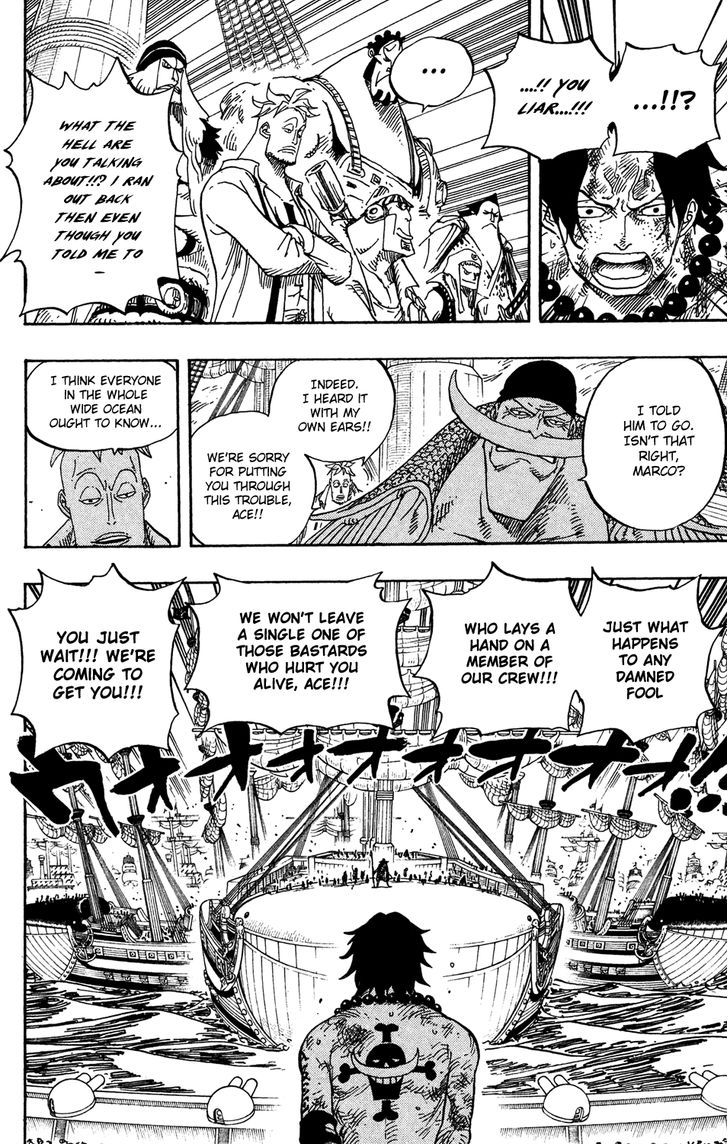 ...!!?
....!! YOU
LIAR....!!!
...
WHAT THE
HELL ARE
YOU TALKING
ABOUT!!? I RAN
OUT BACK
THEN EVEN
THOUGH YOU
TOLD ME TO
–
I TOLD
HIM TO GO.
ISN'T THAT
RIGHT,
MARCO?
INDEED.
I HEARD IT
WITH MY
OWN EARS!!
WE'RE SORRY
FOR PUTTING
YOU THROUGH
THIS TROUBLE,
ACE!!
I THINK EVERYONE
IN THE WHOLE
WIDE OCEAN
OUGHT TO KNOW...
JUST WHAT
HAPPENS
TO ANY
DAMNED
FOOL
WHO LAYS A
HAND ON A
MEMBER OF
OUR CREW!!!
WE WON'T LEAVE
A SINGLE ONE OF
THOSE BASTARDS
WHO HURT YOU
ALIVE, ACE!!!
YOU JUST
WAIT!!! WE'RE
COMING TO
GET YOU!!!
ウオオオオオオオオ!!!